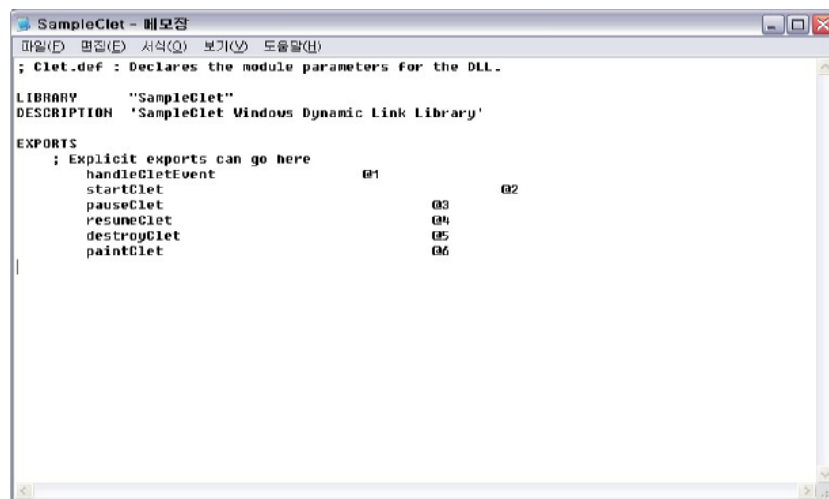 SampleClet - 메모장
파일(F) 편집(E) 서식(O) 보기(V) 도움말(H)
; Clet.def : Declares the module parameters for the DLL.
LIBRARY "SampleClet"
DESCRIPTION 'SampleClet Windows Dynamic Link Library'
EXPORTS
; Explicit exports can go here
handleCletEvent @1
startClet @2
pauseClet @3
resumeClet @4
destroyClet @5
paintClet @6